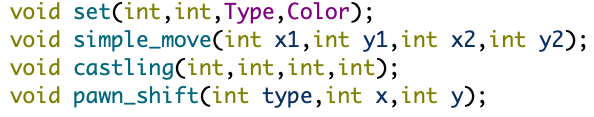 void set(int,int,Type,Color);
void simple_move(int x1,int y1,int x2,int y2);
void castling(int,int,int,int);
void pawn_shift(int type,int x,int y);